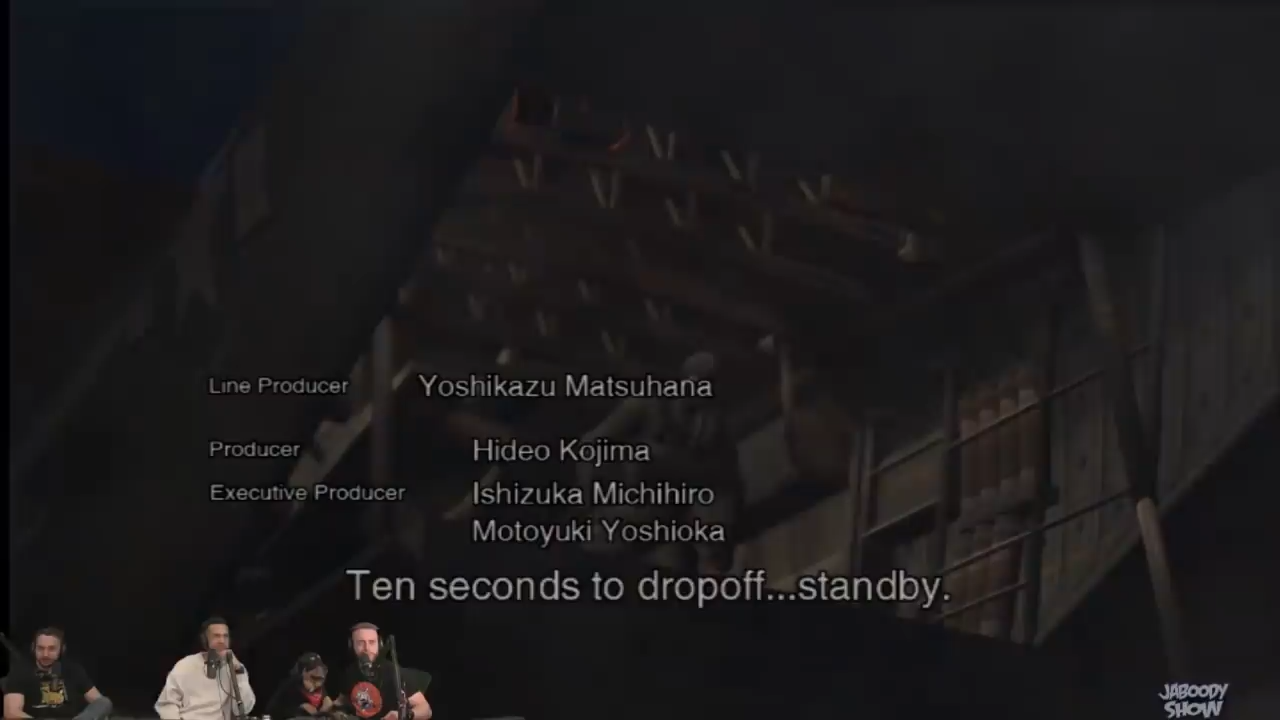 Line Producer Yoshikazu Matsuhana
Producer Hideo Kojima
Executive Producer Ishizuka Michihiro
Motoyuki Yoshioka
Ten seconds to dropoff...standby.
JABOODY
SHOW